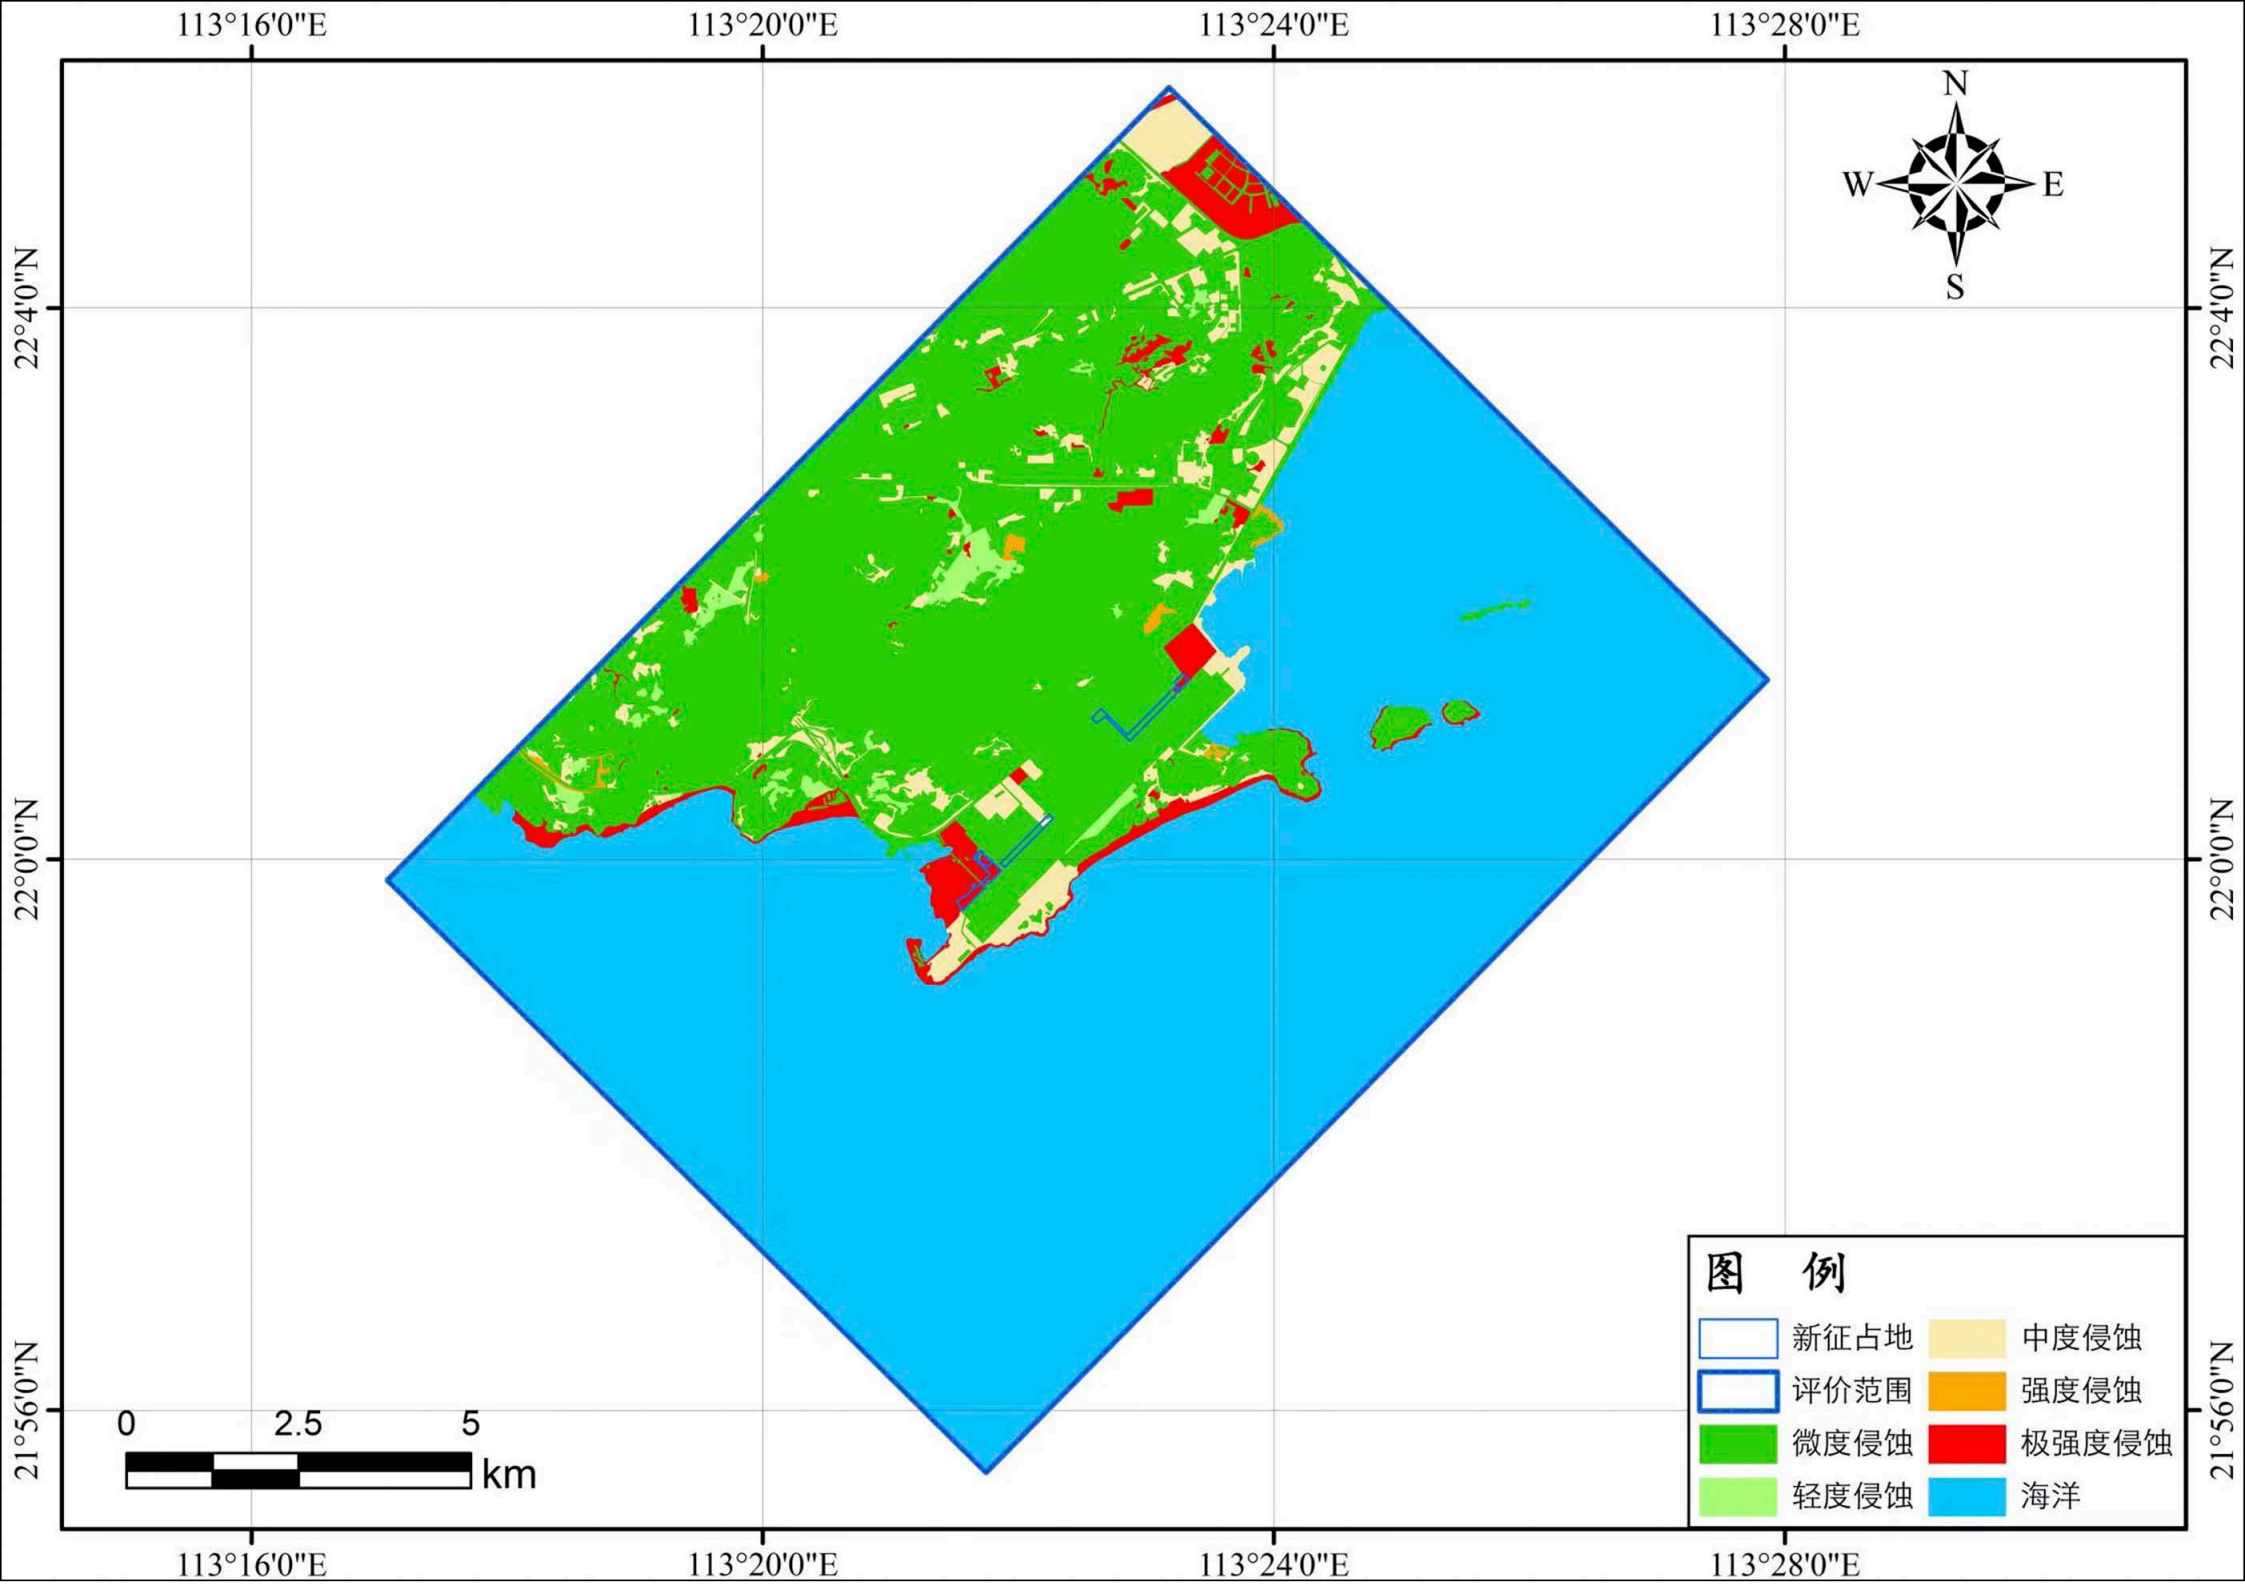 113°16'0"E 113°20'0"E 113°24'0"E 113°28'0"E
N
W E
S
22°4'0"N 22°4'0"N
22°0'0"N 22°0'0"N
21°56'0"N 21°56'0"N
0 2.5 5
km
图 例
新征占地 中度侵蚀
评价范围 强度侵蚀
微度侵蚀 极强度侵蚀
轻度侵蚀 海洋
113°16'0"E 113°20'0"E 113°24'0"E 113°28'0"E